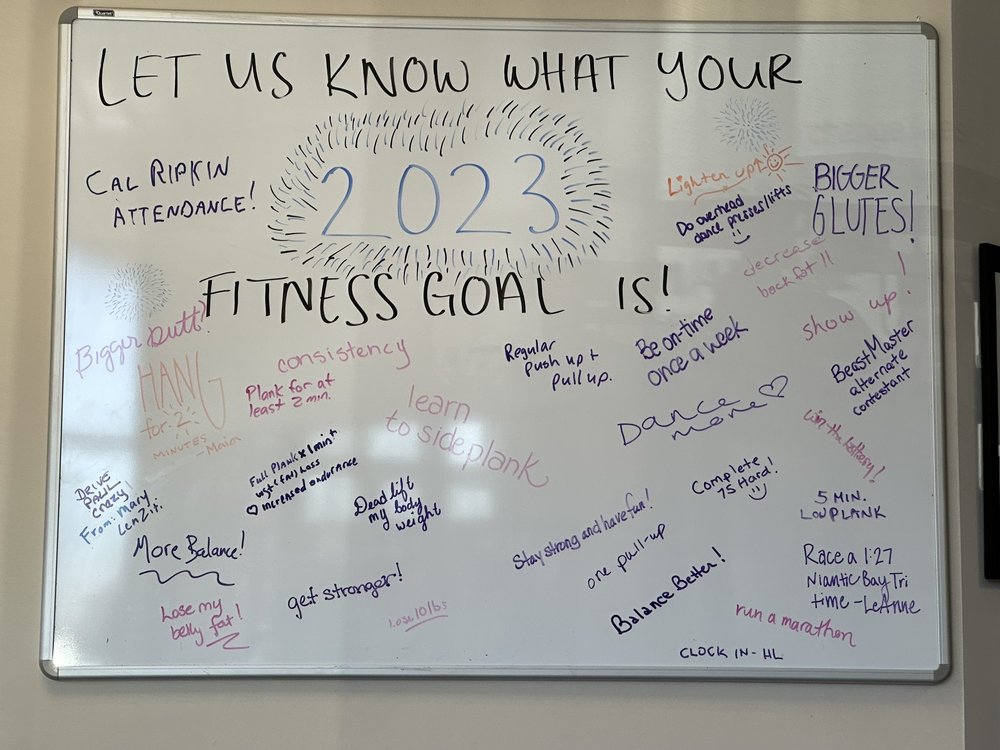 LET US KNOW WHAT YOUR
2023
FITNESS GOAL IS!
CAL RIPKIN
ATTENDANCE!
Lighten up
Do overhead
dance presses/lifts
BIGGER
GLUTES!
decrease
back fat!!
show up!
Bigger butt!
HANG
for 2
MINUTES
-Maia
consistency
Plank for at
least 2 min.
learn
to side plank
Regular
Push up +
Pull up.
Be on-time
once a week
Dance
more
BeastMaster
alternate
contestant
win the lottery!
DRIVE
PAUL
crazy!
From: Mary
Full Plank x 1 min+
wgt (fat) Loss
increased endurance
Dead lift
my body
weight
Complete
75 Hard!
5 MIN.
LOW PLANK
More Balance!
Stay strong and have fun!
one pull-up
Race a 1:27
Niantic Bay Tri
time - LeAnne
Lose my
belly fat!
get stronger!
Lose 10 lbs
Balance Better!
run a marathon
CLOCK IN - HL